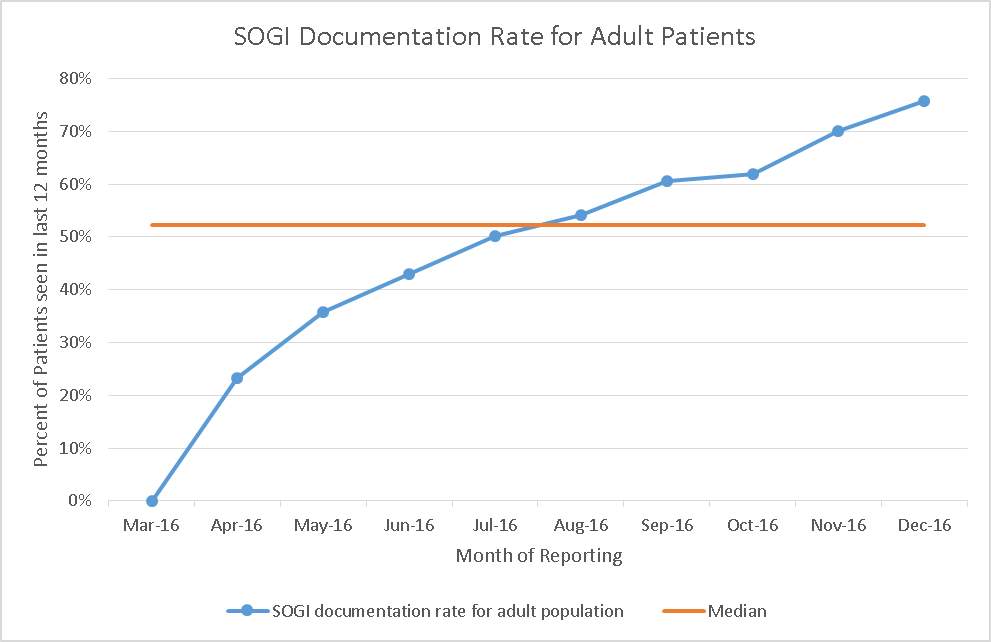 SOGI Documentation Rate for Adult Patients
Percent of Patients seen in last 12 months
80%
70%
60%
50%
40%
30%
20%
10%
0%
Mar-16 Apr-16 May-16 Jun-16 Jul-16 Aug-16 Sep-16 Oct-16 Nov-16 Dec-16
Month of Reporting
SOGI documentation rate for adult population Median